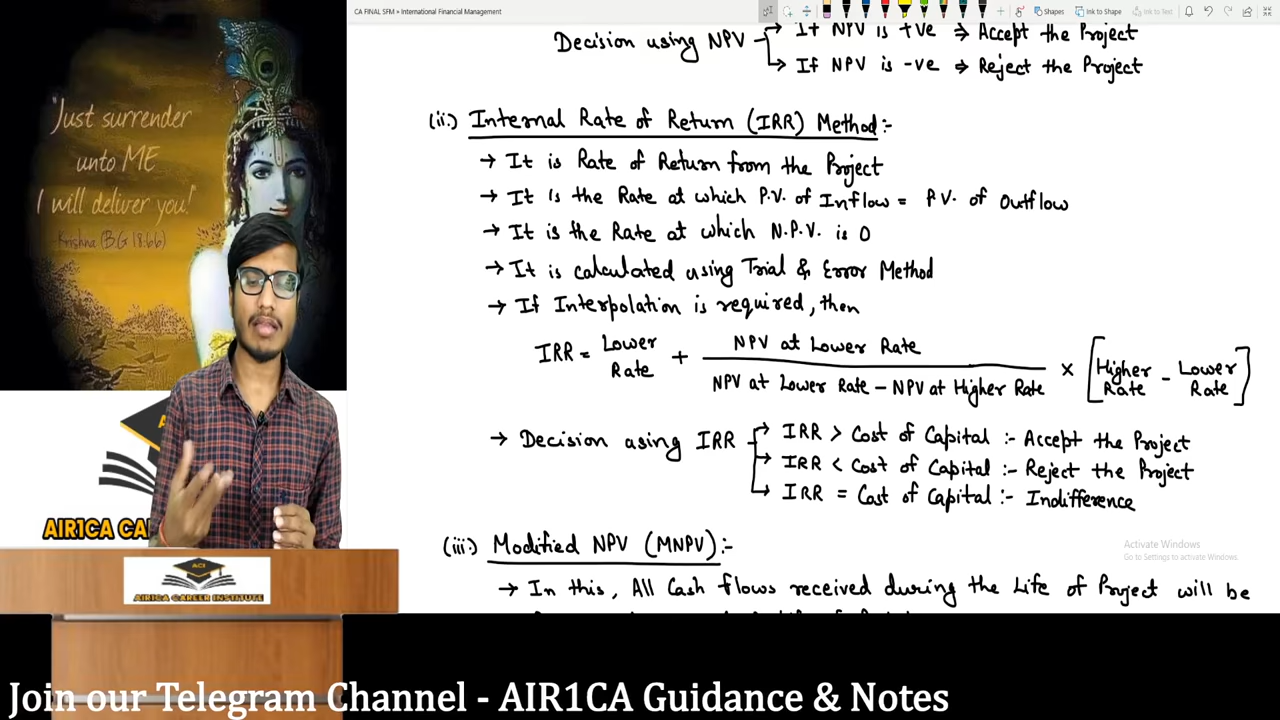 CA FINAL SFM » International Financial Management
Shapes
Ink to Shape
Ink to Text
"Just surrender
unto ME
I will deliver you!"
- Krishna (BG 18:66)
Decision using NPV → If NPV is +ve ⇒ Accept the Project
→ If NPV is -ve ⇒ Reject the Project
(ii.) Internal Rate of Return (IRR) Method:-
→ It is Rate of Return from the Project
→ It is the Rate at which P.V. of Inflow = P.V. of Outflow
→ It is the Rate at which N.P.V. is 0
→ It is calculated using Trial & Error Method
→ If Interpolation is required, then
IRR = Lower Rate + NPV at Lower Rate / NPV at Lower Rate - NPV at Higher Rate × [Higher Rate - Lower Rate]
→ Decision using IRR → IRR > Cost of Capital :- Accept the Project
→ IRR < Cost of Capital :- Reject the Project
→ IRR = Cost of Capital :- Indifference
(iii.) Modified NPV (MNPV):-
→ In this, All Cash flows received during the Life of Project will be
Activate Windows
Go to Settings to activate Windows.
AIR1CA CA
ACI
AIR1CA CAREER INSTITUTE
Join our Telegram Channel - AIR1CA Guidance & Notes